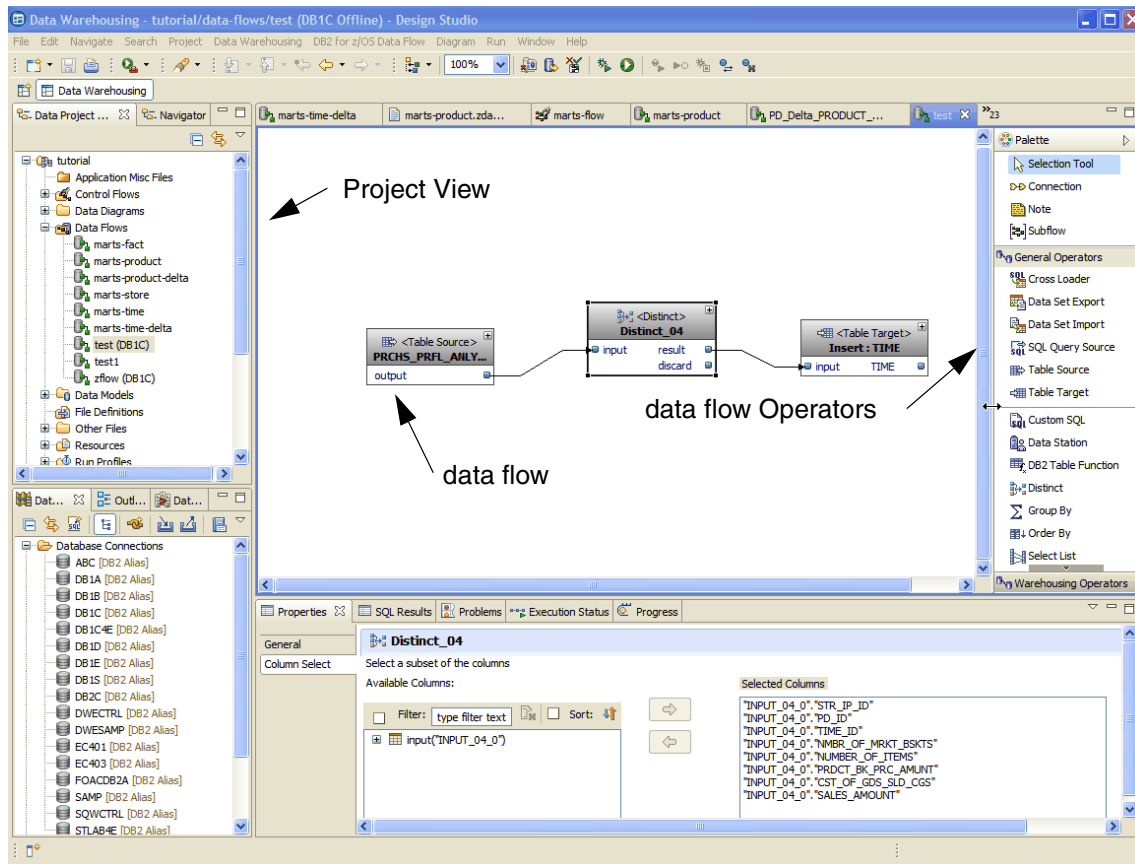 Data Warehousing - tutorial/data-flows/test (DB1C Offline) - Design Studio
File Edit Navigate Search Project Data Warehousing DB2 for z/OS Data Flow Diagram Run Window Help
100%
Data Warehousing
Data Project ... Navigator
marts-time-delta marts-product.zda... marts-flow marts-product PD_Delta_PRODUCT_... test »23
tutorial
Application Misc Files
Control Flows
Data Diagrams
Data Flows
marts-fact
marts-product
marts-product-delta
marts-store
marts-time
marts-time-delta
test (DB1C)
test1
zflow (DB1C)
Data Models
File Definitions
Other Files
Resources
Run Profiles
Project View
<Table Source>
PRCHS_PRFL_ANLY...
output
<Distinct>
Distinct_04
input result
discard
<Table Target>
Insert : TIME
input TIME
data flow Operators
data flow
Palette
Selection Tool
Connection
Note
Subflow
General Operators
Cross Loader
Data Set Export
Data Set Import
SQL Query Source
Table Source
Table Target
Custom SQL
Data Station
DB2 Table Function
Distinct
Group By
Order By
Select List
Warehousing Operators
Dat... Outl... Dat...
Database Connections
ABC [DB2 Alias]
DB1A [DB2 Alias]
DB1B [DB2 Alias]
DB1C [DB2 Alias]
DB1C4E [DB2 Alias]
DB1D [DB2 Alias]
DB1E [DB2 Alias]
DB1S [DB2 Alias]
DB2C [DB2 Alias]
DWECTRL [DB2 Alias]
DWESAMP [DB2 Alias]
EC401 [DB2 Alias]
EC403 [DB2 Alias]
FOACDB2A [DB2 Alias]
SAMP [DB2 Alias]
SQWCTRL [DB2 Alias]
STLAB4E [DB2 Alias]
Properties SQL Results Problems Execution Status Progress
General
Column Select
Distinct_04
Select a subset of the columns
Available Columns:
Filter: type filter text Sort:
input("INPUT_04_0")
Selected Columns
"INPUT_04_0"."STR_IP_ID"
"INPUT_04_0"."PD_ID"
"INPUT_04_0"."TIME_ID"
"INPUT_04_0"."NMBR_OF_MRKT_BSKTS"
"INPUT_04_0"."NUMBER_OF_ITEMS"
"INPUT_04_0"."PRDCT_BK_PRC_AMUNT"
"INPUT_04_0"."CST_OF_GDS_SLD_CGS"
"INPUT_04_0"."SALES_AMOUNT"